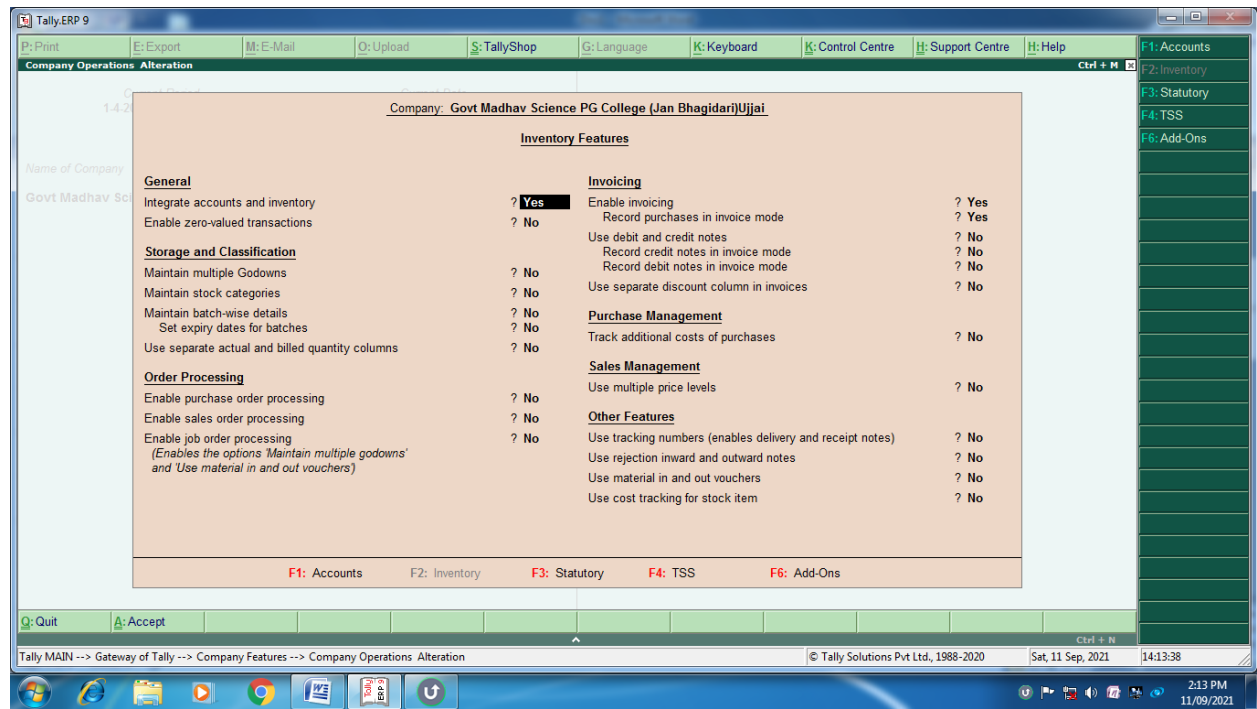 Tally.ERP 9
P: Print E: Export M: E-Mail O: Upload S: TallyShop G: Language K: Keyboard K: Control Centre H: Support Centre H: Help
F1: Accounts
Company Operations Alteration Ctrl + M
F2: Inventory
F3: Statutory
F4: TSS
F6: Add-Ons
Company: Govt Madhav Science PG College (Jan Bhagidari)Ujjai
Inventory Features
Name of Company
Govt Madhav Sci
General
Integrate accounts and inventory ? Yes
Enable zero-valued transactions ? No
Storage and Classification
Maintain multiple Godowns ? No
Maintain stock categories ? No
Maintain batch-wise details ? No
Set expiry dates for batches ? No
Use separate actual and billed quantity columns ? No
Order Processing
Enable purchase order processing ? No
Enable sales order processing ? No
Enable job order processing ? No
(Enables the options 'Maintain multiple godowns'
and 'Use material in and out vouchers')
Invoicing
Enable invoicing ? Yes
Record purchases in invoice mode ? Yes
Use debit and credit notes ? No
Record credit notes in invoice mode ? No
Record debit notes in invoice mode ? No
Use separate discount column in invoices ? No
Purchase Management
Track additional costs of purchases ? No
Sales Management
Use multiple price levels ? No
Other Features
Use tracking numbers (enables delivery and receipt notes) ? No
Use rejection inward and outward notes ? No
Use material in and out vouchers ? No
Use cost tracking for stock item ? No
F1: Accounts F2: Inventory F3: Statutory F4: TSS F6: Add-Ons
Q: Quit A: Accept
Ctrl + N
Tally MAIN --> Gateway of Tally --> Company Features --> Company Operations Alteration © Tally Solutions Pvt Ltd., 1988-2020 Sat, 11 Sep, 2021 14:13:38
2:13 PM
11/09/2021